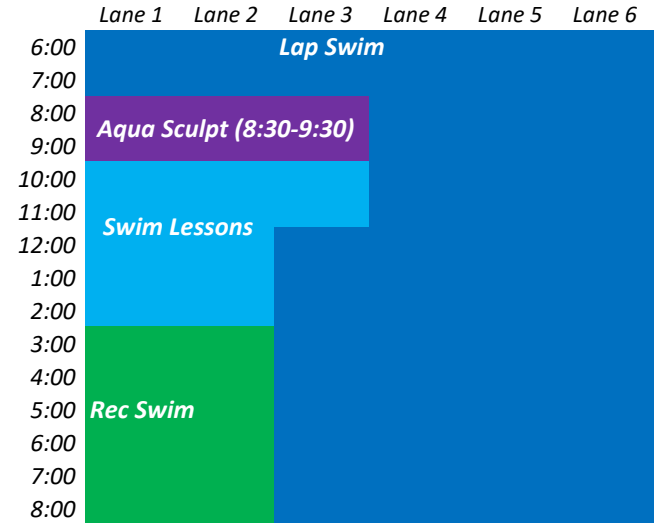 Lane 1 Lane 2 Lane 3 Lane 4 Lane 5 Lane 6
6:00 Lap Swim
7:00
8:00
Aqua Sculpt (8:30-9:30)
9:00
10:00
11:00
Swim Lessons
12:00
1:00
2:00
3:00
4:00
5:00 Rec Swim
6:00
7:00
8:00